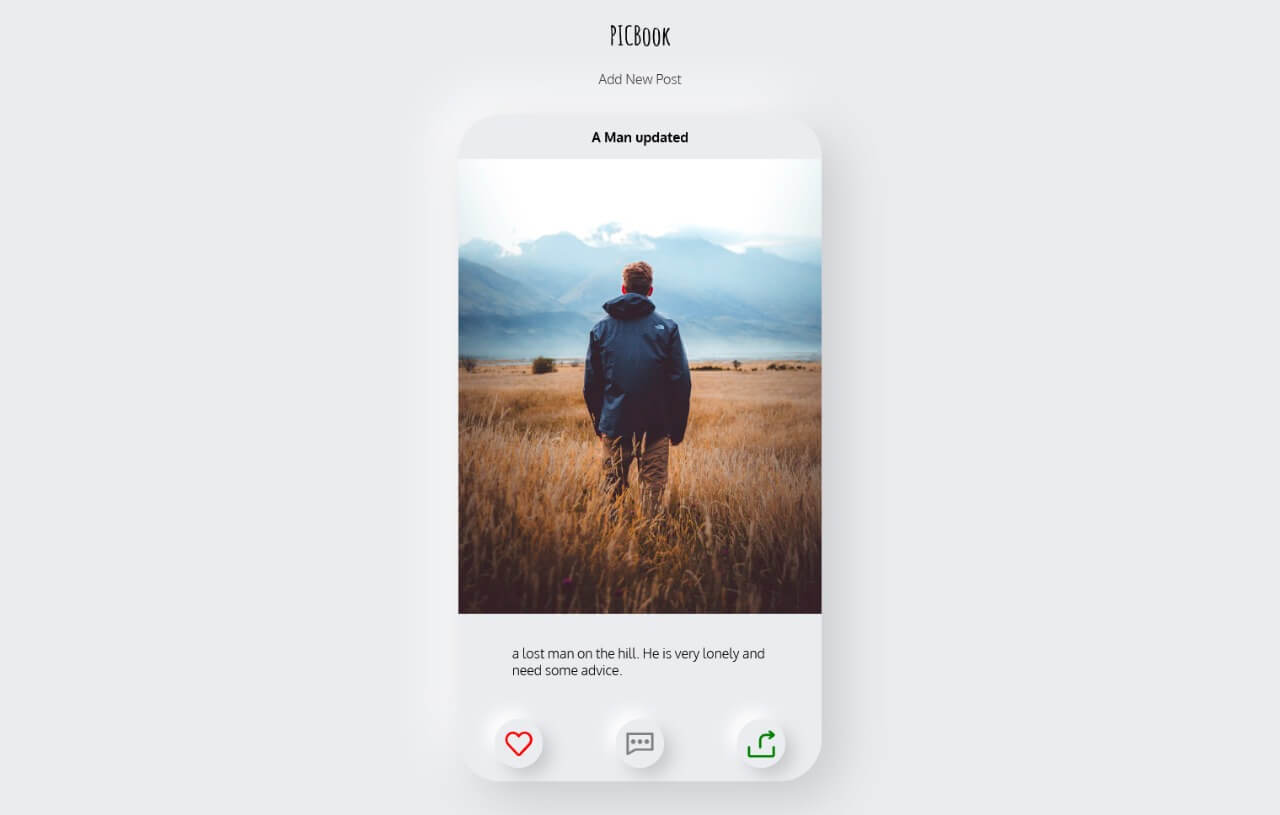 PICBook
Add New Post
A Man updated
a lost man on the hill. He is very lonely and
need some advice.